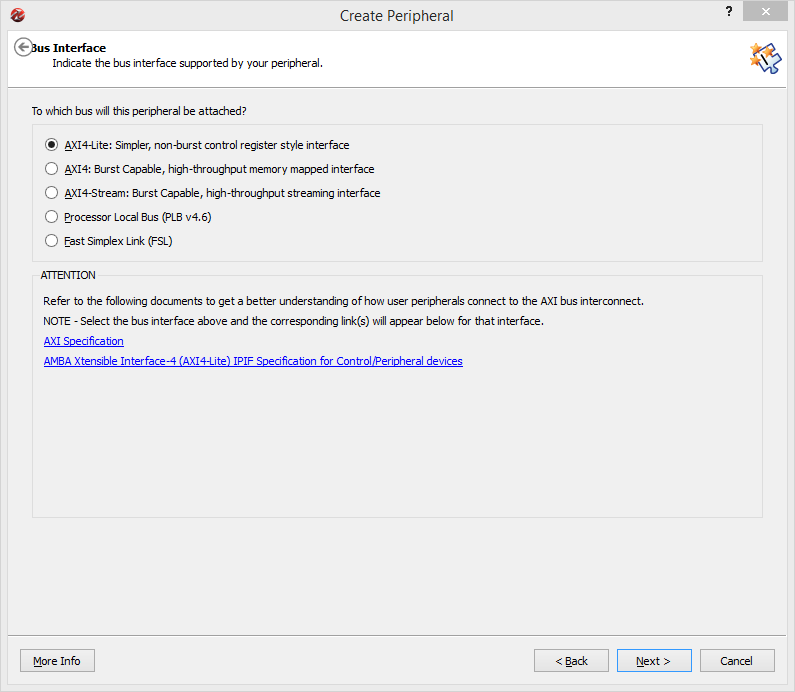 Create Peripheral
?
Bus Interface
Indicate the bus interface supported by your peripheral.
To which bus will this peripheral be attached?
AXI4-Lite: Simpler, non-burst control register style interface
AXI4: Burst Capable, high-throughput memory mapped interface
AXI4-Stream: Burst Capable, high-throughput streaming interface
Processor Local Bus (PLB v4.6)
Fast Simplex Link (FSL)
ATTENTION
Refer to the following documents to get a better understanding of how user peripherals connect to the AXI bus interconnect.
NOTE - Select the bus interface above and the corresponding link(s) will appear below for that interface.
AXI Specification
AMBA Xtensible Interface-4 (AXI4-Lite) IPIF Specification for Control/Peripheral devices
More Info
< Back
Next >
Cancel